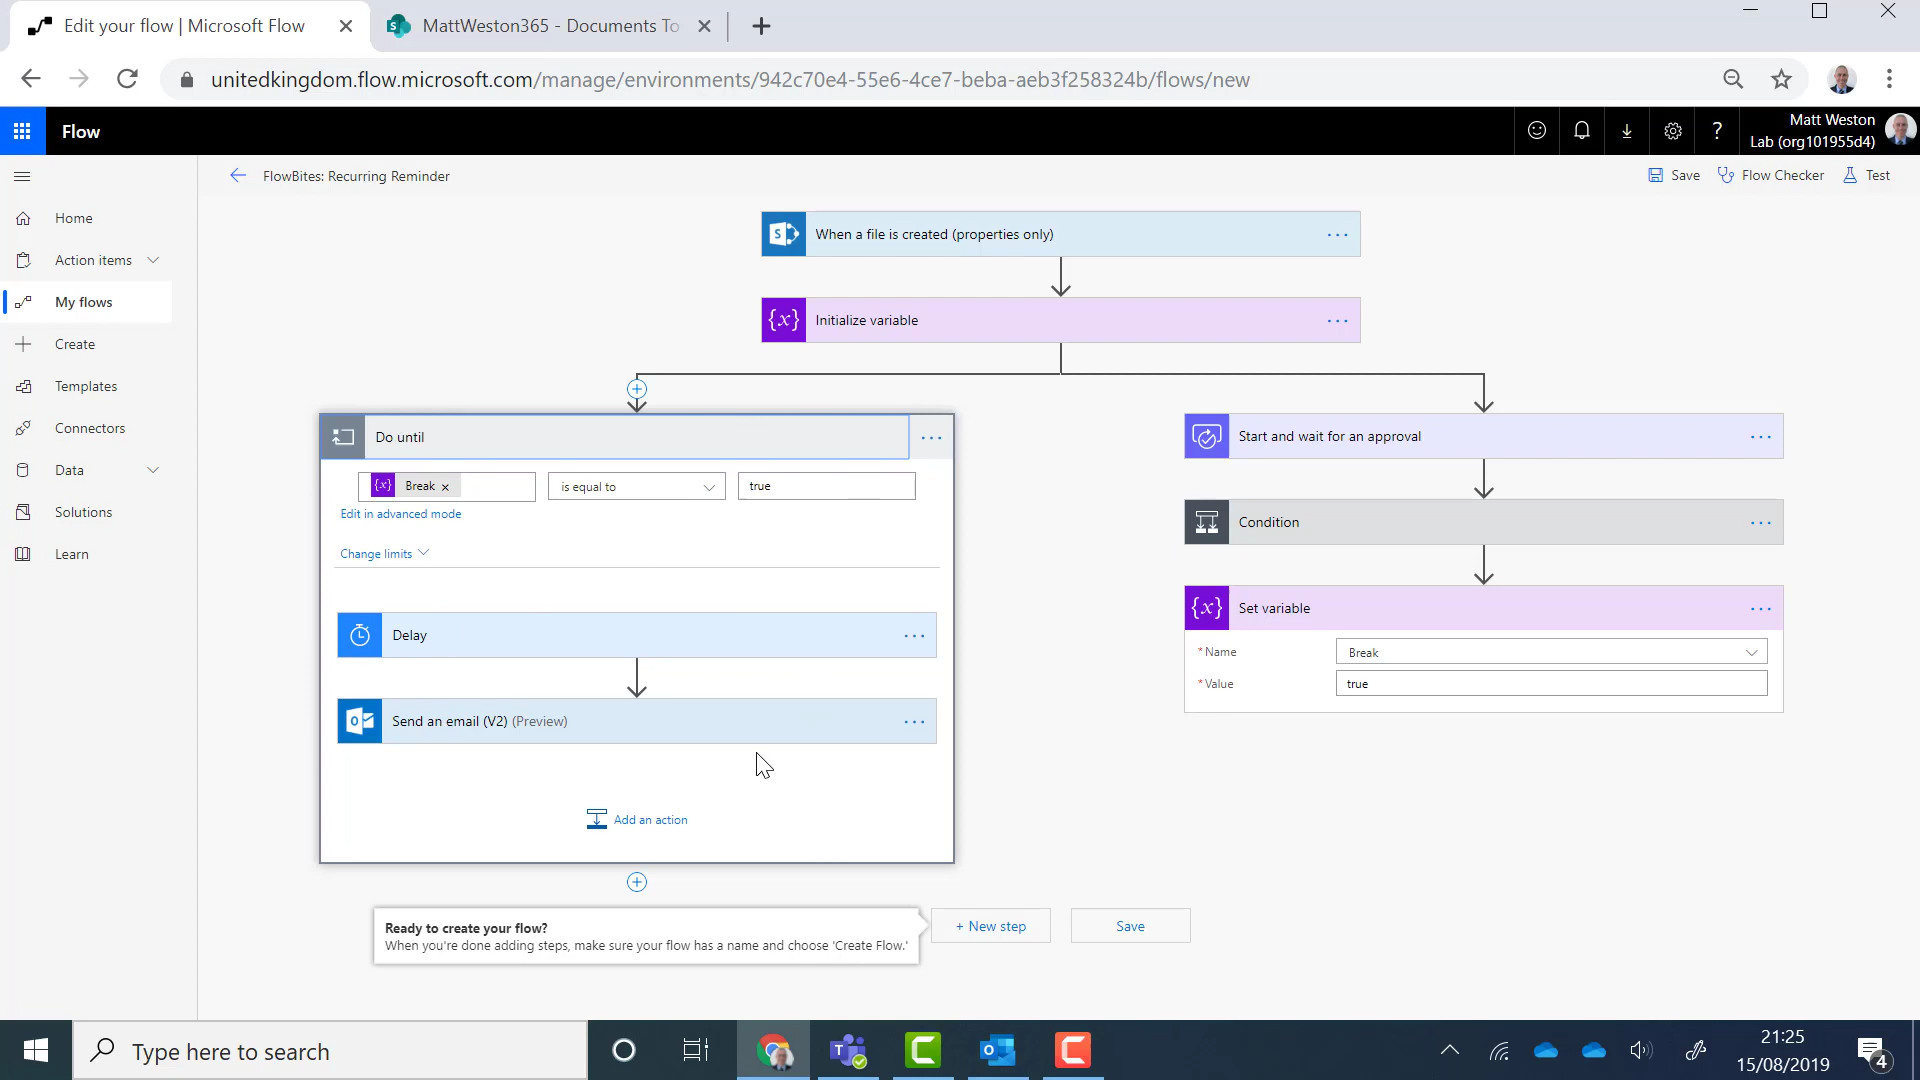 Edit your flow | Microsoft Flow
MattWeston365 - Documents To
unitedkingdom.flow.microsoft.com/manage/environments/942c70e4-55e6-4ce7-beba-aeb3f258324b/flows/new
Flow
Matt Weston
Lab (org101955d4)
FlowBites: Recurring Reminder
Save
Flow Checker
Test
Home
Action items
My flows
Create
Templates
Connectors
Data
Solutions
Learn
When a file is created (properties only)
Initialize variable
Do until
Break
is equal to
true
Edit in advanced mode
Change limits
Delay
Send an email (V2) (Preview)
Add an action
Start and wait for an approval
Condition
Set variable
* Name
Break
* Value
true
Ready to create your flow?
When you're done adding steps, make sure your flow has a name and choose 'Create Flow.'
+ New step
Save
Type here to search
21:25
15/08/2019
4